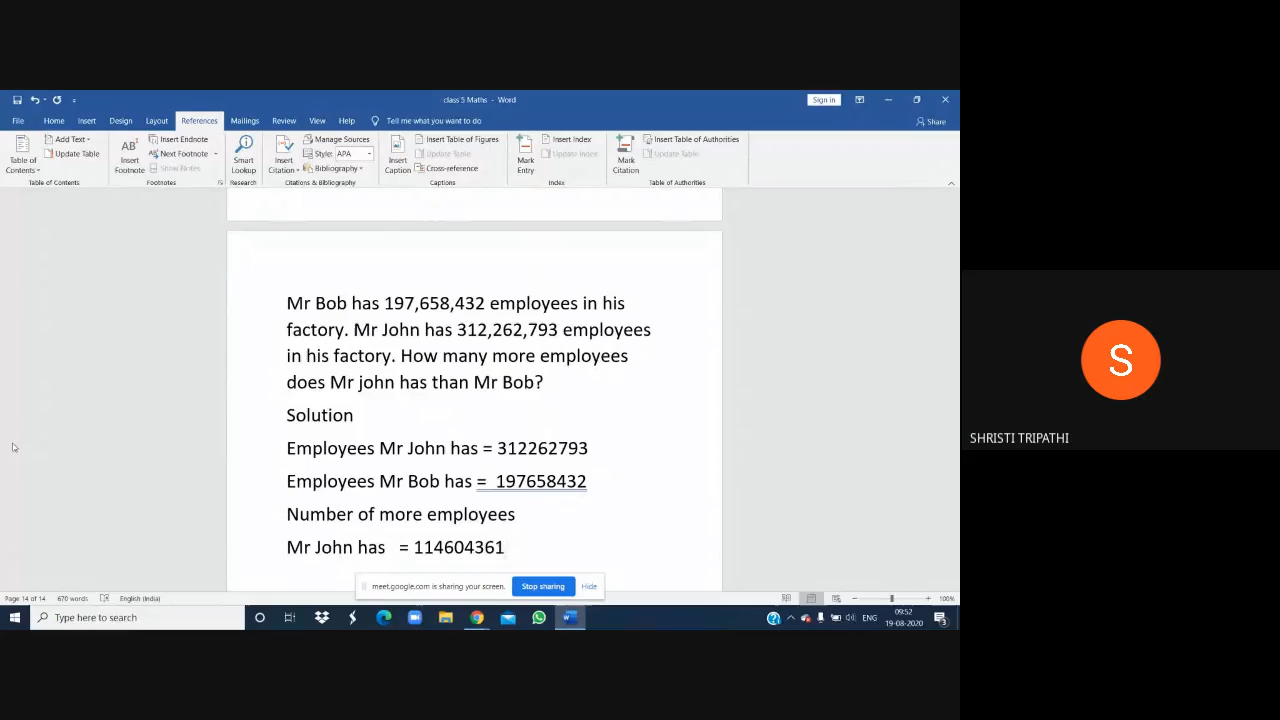 class 5 Maths - Word
Sign in
File Home Insert Design Layout References Mailings Review View Help Tell me what you want to do
Share
Table of Contents
Add Text
Update Table
Table of Contents
AB
Insert Footnote
Insert Endnote
Next Footnote
Show Notes
Footnotes
Smart Lookup
Research
Insert Citation
Manage Sources
Style: APA
Bibliography
Citations & Bibliography
Insert Caption
Insert Table of Figures
Update Table
Cross-reference
Captions
Mark Entry
Insert Index
Update Index
Index
Mark Citation
Insert Table of Authorities
Update Table
Table of Authorities
Mr Bob has 197,658,432 employees in his
factory. Mr John has 312,262,793 employees
in his factory. How many more employees
does Mr john has than Mr Bob?
Solution
Employees Mr John has = 312262793
Employees Mr Bob has = 197658432
Number of more employees
Mr John has = 114604361
meet.google.com is sharing your screen. Stop sharing Hide
Page 14 of 14 670 words English (India) 100%
Type here to search
ENG
09:52
19-08-2020
3
S
SHRISTI TRIPATHI